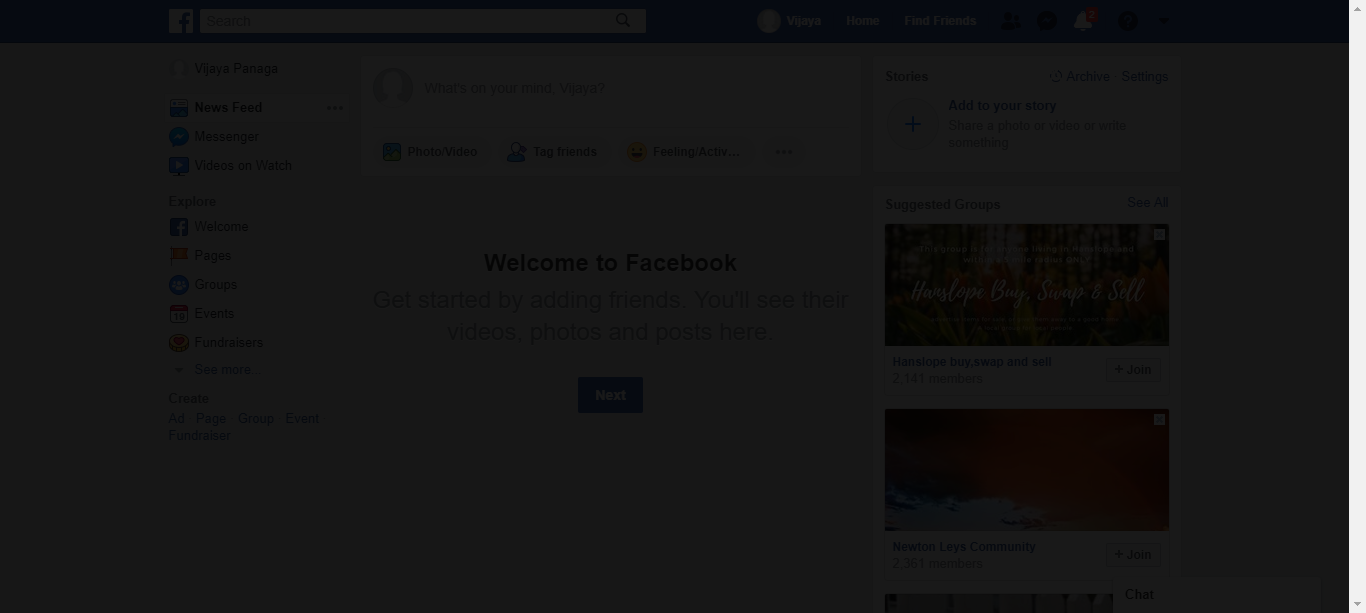 Search
Vijaya
Home
Find Friends
2
Vijaya Panaga
News Feed
Messenger
Videos on Watch
Explore
Welcome
Pages
Groups
Events
Fundraisers
See more...
Create
Ad Page Group Event
Fundraiser
What's on your mind, Vijaya?
Photo/Video
Tag friends
Feeling/Activ...
Welcome to Facebook
Get started by adding friends. You'll see their
videos, photos and posts here.
Next
Stories
Archive
Settings
Add to your story
Share a photo or video or write
something
Suggested Groups
See All
Hanslope Buy, Swap & Sell
Hanslope buy,swap and sell
2,141 members
+ Join
Newton Leys Community
2,361 members
+ Join
Chat